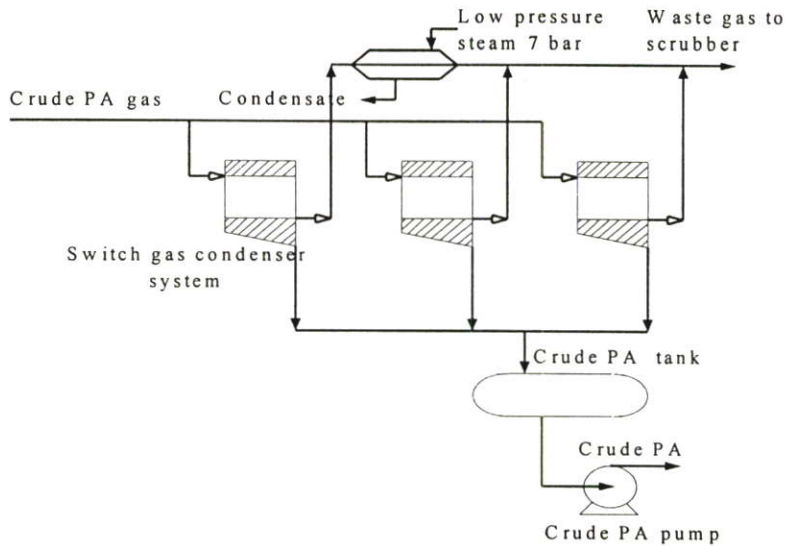 Low pressure
steam 7 bar
Waste gas to
scrubber
Crude PA gas
Condensate
Switch gas condenser
system
Crude PA tank
Crude PA
Crude PA pump